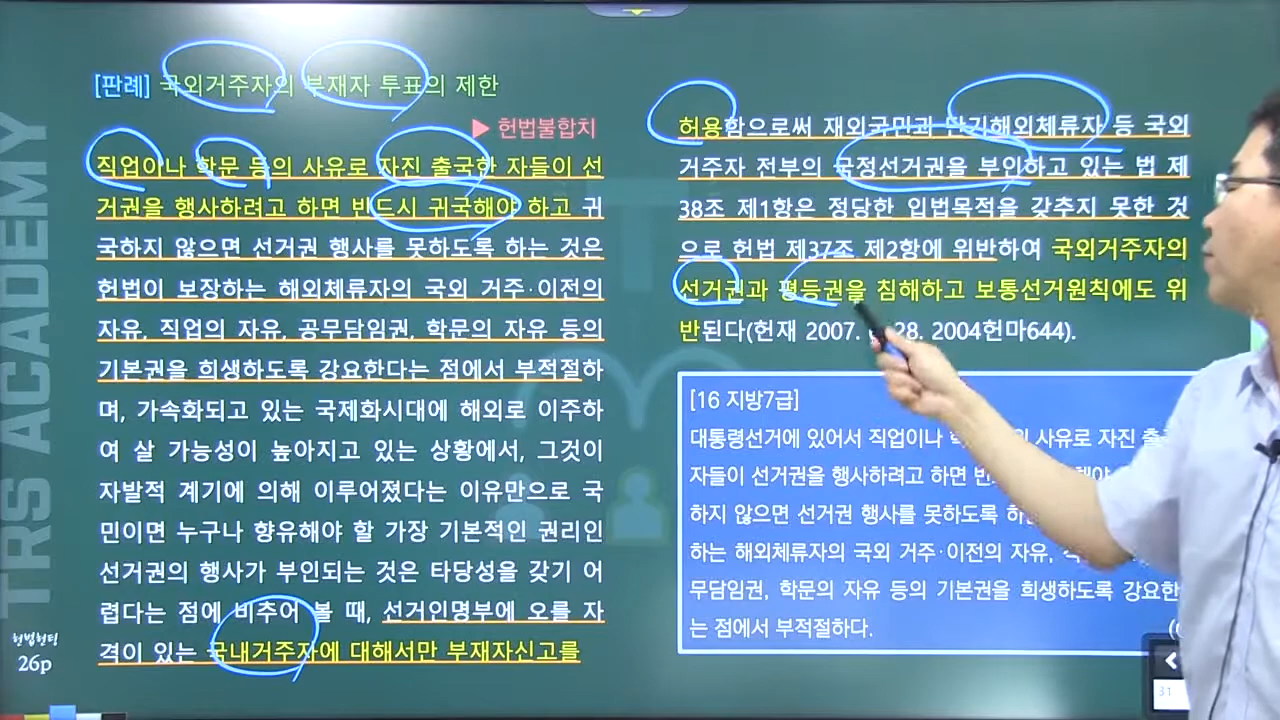 [판례] 국외거주자의 부재자 투표의 제한
▶ 헌법불합치
직업이나 학문 등의 사유로 자진 출국한 자들이 선
거권을 행사하려고 하면 반드시 귀국해야 하고 귀
국하지 않으면 선거권 행사를 못하도록 하는 것은
헌법이 보장하는 해외체류자의 국외 거주·이전의
자유, 직업의 자유, 공무담임권, 학문의 자유 등의
기본권을 희생하도록 강요한다는 점에서 부적절하
며, 가속화되고 있는 국제화시대에 해외로 이주하
여 살 가능성이 높아지고 있는 상황에서, 그것이
자발적 계기에 의해 이루어졌다는 이유만으로 국
민이면 누구나 향유해야 할 가장 기본적인 권리인
선거권의 행사가 부인되는 것은 타당성을 갖기 어
렵다는 점에 비추어 볼 때, 선거인명부에 오를 자
격이 있는 국내거주자에 대해서만 부재자신고를
허용함으로써 재외국민과 단기해외체류자 등 국외
거주자 전부의 국정선거권을 부인하고 있는 법 제
38조 제1항은 정당한 입법목적을 갖추지 못한 것
으로 헌법 제37조 제2항에 위반하여 국외거주자의
선거권과 평등권을 침해하고 보통선거원칙에도 위
반된다(헌재 2007. 28. 2004헌마644).
[16 지방7급]
대통령선거에 있어서 직업이나 사유로 자진
자들이 선거권을 행사하려고 하면
하지 않으면 선거권 행사를 못하도록
하는 해외체류자의 국외 거주·이전의 자유,
무담임권, 학문의 자유 등의 기본권을 희생하도록 강요한
는 점에서 부적절하다.
TRS ACADEMY
헌법헌팅
26p
31